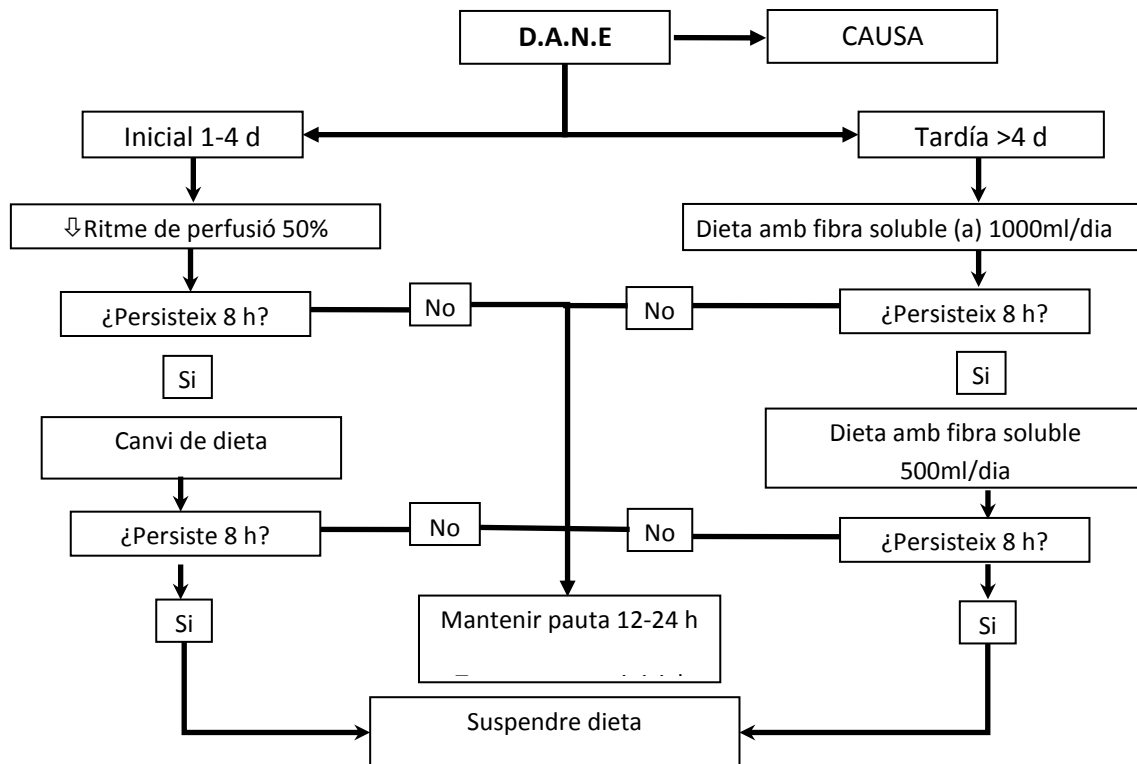 D.A.N.E
CAUSA
Inicial 1-4 d
Tardía >4 d
⇩Ritme de perfusió 50%
Dieta amb fibra soluble (a) 1000ml/dia
¿Persisteix 8 h?
No
No
¿Persisteix 8 h?
Si
Si
Canvi de dieta
Dieta amb fibra soluble
500ml/dia
¿Persiste 8 h?
No
No
¿Persisteix 8 h?
Si
Mantenir pauta 12-24 h
Si
Suspendre dieta